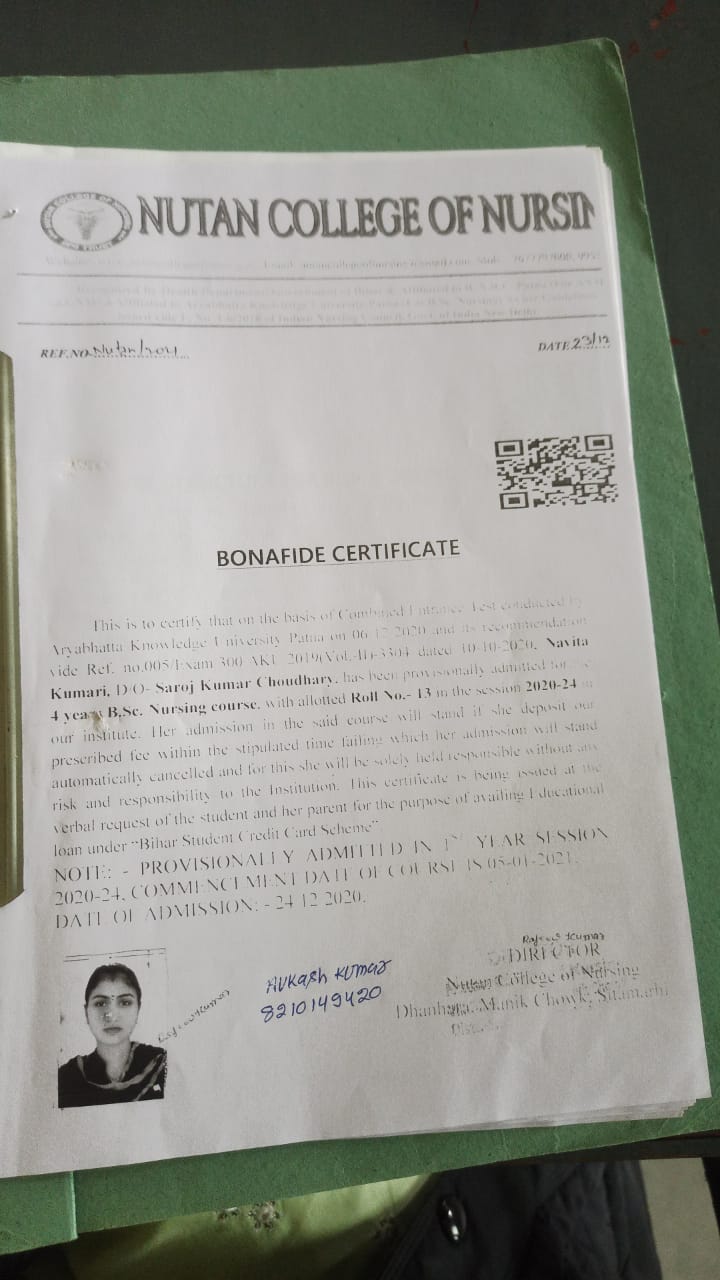 NUTAN COLLEGE OF NURSIN
REF.NO Nutan/204
DATE 23/12
BONAFIDE CERTIFICATE
This is to certify that on the basis of Combined Entrance Test conducted by
Aryabhatta Knowledge University Patna on 06-12-2020 and its recommendation
vide Ref. no.005/Exam 300 AKU 2019(Vol.-II)-3304 dated 10-10-2020, Navita
Kumari, D/O- Saroj Kumar Choudhary, has been provisionally admitted for
4 years B.Sc. Nursing course, with allotted Roll No.- 13 in the session 2020-24 in
our institute. Her admission in the said course will stand if she deposit our
prescribed fee within the stipulated time failing which her admission will stand
automatically cancelled and for this she will be solely held responsible without any
risk and responsibility to the Institution. This certificate is being issued at the
verbal request of the student and her parent for the purpose of availing Educational
loan under "Bihar Student Credit Card Scheme".
NOTE: - PROVISIONALLY ADMITTED IN 1ST YEAR SESSION
2020-24, COMMENCTMENT DATE OF COURSE IS 05-01-2021.
DATE OF ADMISSION: - 24-12-2020.
Rajeev Kumar
DIRECTOR
Nutan College of Nursing
Manik Chowk, Sitamarhi
Avkash Kumar
8210149420
Rajeev Kumar